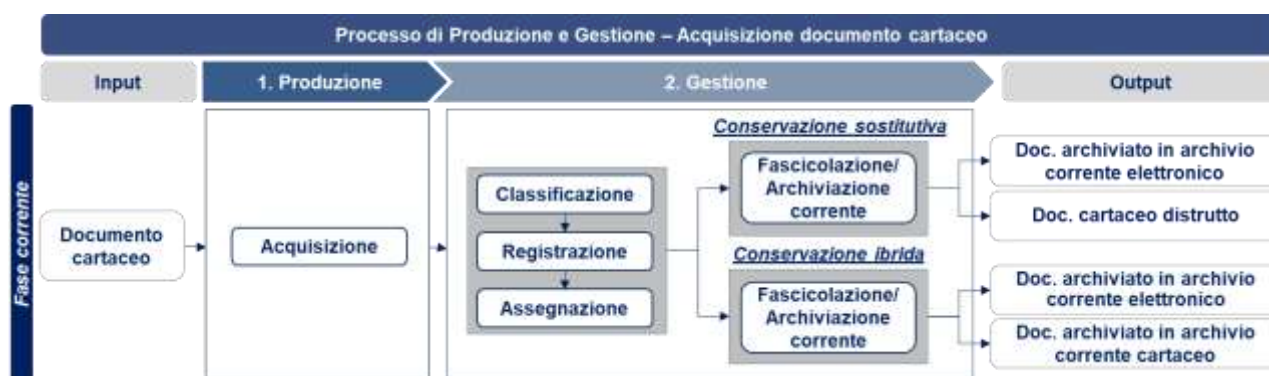 Processo di Produzione e Gestione – Acquisizione documento cartaceo
Input
1. Produzione
2. Gestione
Output
Fase corrente
Documento
cartaceo
Acquisizione
Classificazione
Registrazione
Assegnazione
Conservazione sostitutiva
Fascicolazione/
Archiviazione
corrente
Conservazione ibrida
Fascicolazione/
Archiviazione
corrente
Doc. archiviato in archivio
corrente elettronico
Doc. cartaceo distrutto
Doc. archiviato in archivio
corrente elettronico
Doc. archiviato in archivio
corrente cartaceo